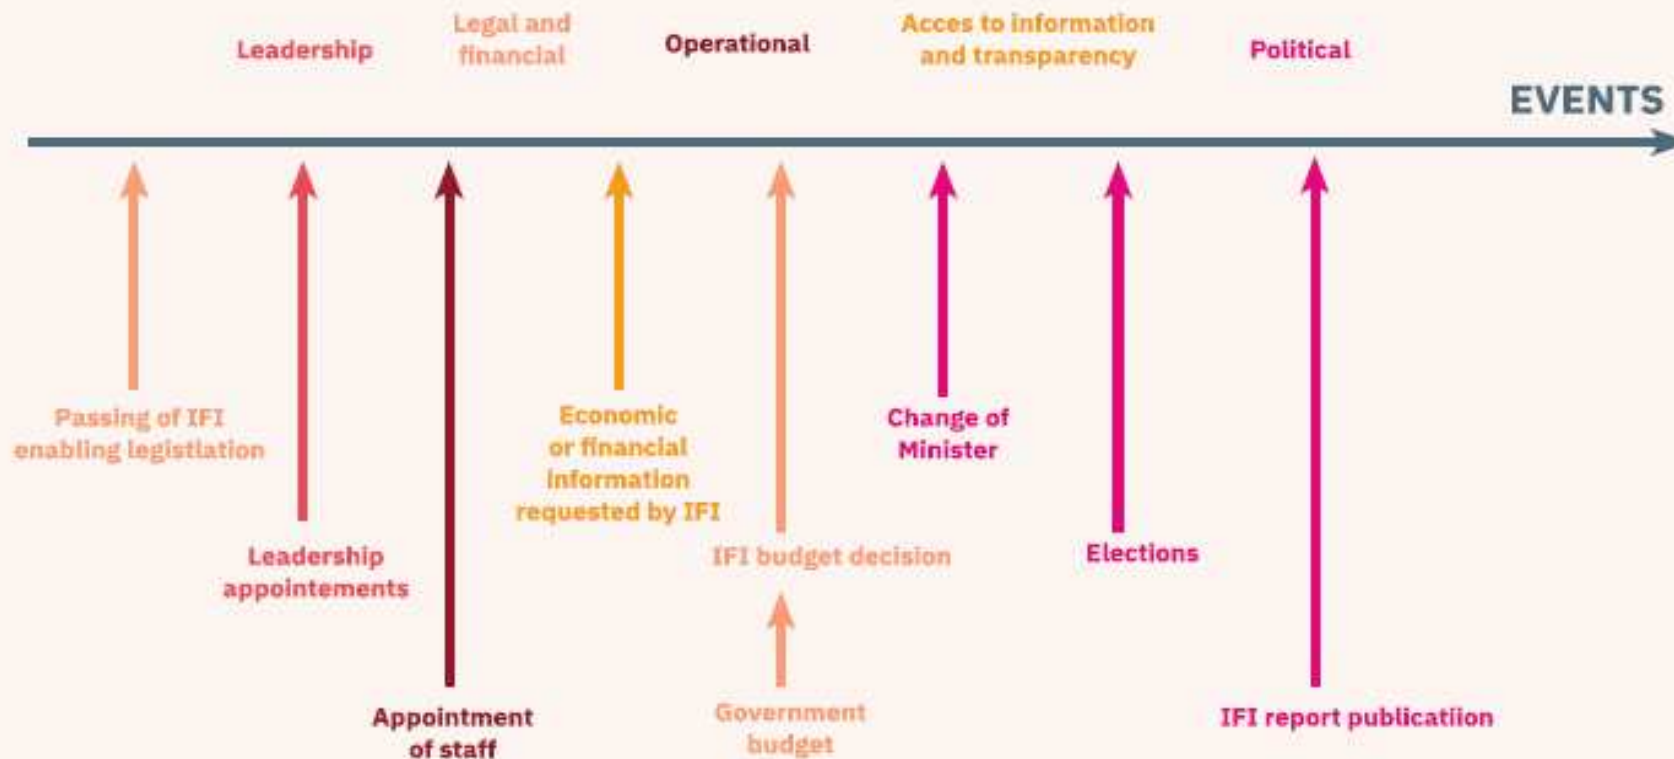 Leadership
Legal and
financial
Operational
Acces to information
and transparency
Political
EVENTS
Passing of IFI
enabling legistlation
Leadership
appointements
Appointment
of staff
Economic
or financial
information
requested by IFI
IFI budget decision
Government
budget
Change of
Minister
Elections
IFI report publicatiion